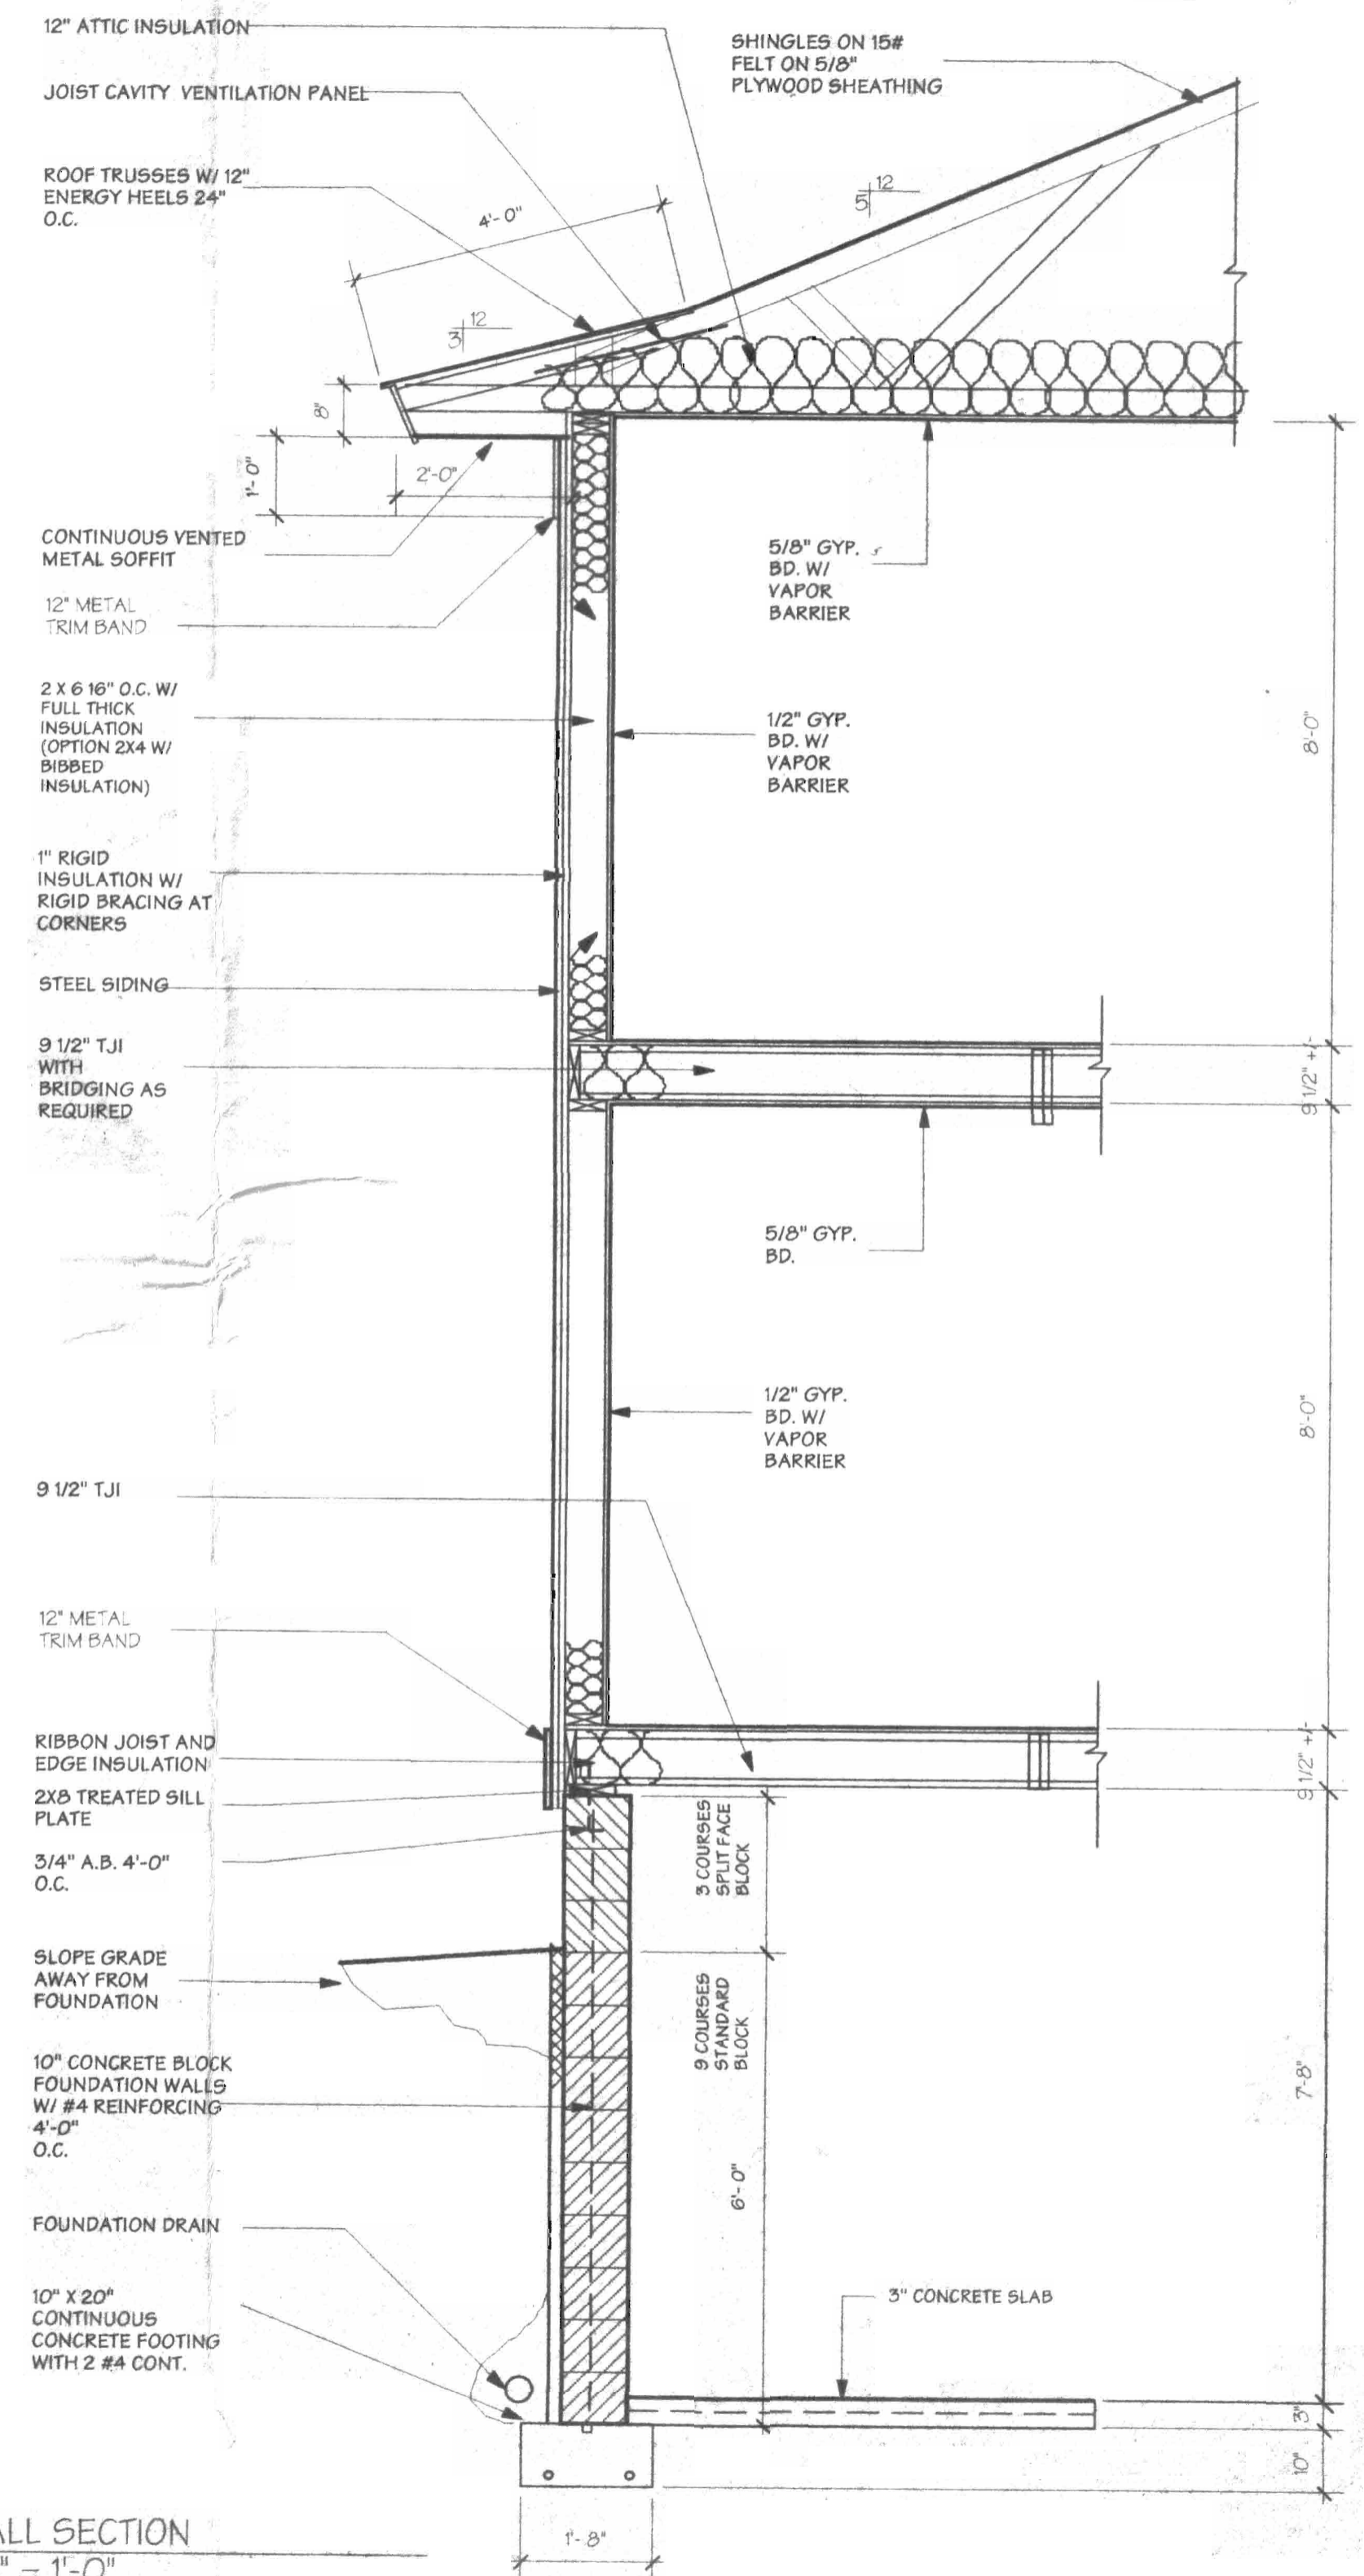 12" ATTIC INSULATION
JOIST CAVITY VENTILATION PANEL
ROOF TRUSSES W/ 12"
ENERGY HEELS 24"
O.C.
SHINGLES ON 15#
FELT ON 5/8"
PLYWOOD SHEATHING
4'-0"
12
5
12
3
8"
1'-0"
2'-0"
CONTINUOUS VENTED
METAL SOFFIT
12" METAL
TRIM BAND
2 X 6 16" O.C. W/
FULL THICK
INSULATION
(OPTION 2X4 W/
BIBBED
INSULATION)
1" RIGID
INSULATION W/
RIGID BRACING AT
CORNERS
STEEL SIDING
9 1/2" TJI
WITH
BRIDGING AS
REQUIRED
5/8" GYP.
BD. W/
VAPOR
BARRIER
1/2" GYP.
BD. W/
VAPOR
BARRIER
8'-0"
9 1/2" +/-
5/8" GYP.
BD.
1/2" GYP.
BD. W/
VAPOR
BARRIER
8'-0"
9 1/2" TJI
12" METAL
TRIM BAND
RIBBON JOIST AND
EDGE INSULATION
2X8 TREATED SILL
PLATE
3/4" A.B. 4'-0"
O.C.
SLOPE GRADE
AWAY FROM
FOUNDATION
10" CONCRETE BLOCK
FOUNDATION WALLS
W/ #4 REINFORCING
4'-0"
O.C.
FOUNDATION DRAIN
10" X 20"
CONTINUOUS
CONCRETE FOOTING
WITH 2 #4 CONT.
9 1/2" +/-
3 COURSES
SPLIT FACE
BLOCK
9 COURSES
STANDARD
BLOCK
6'-0"
7'-8"
3" CONCRETE SLAB
3"
10"
1'-8"
ALL SECTION
" = 1'-0"